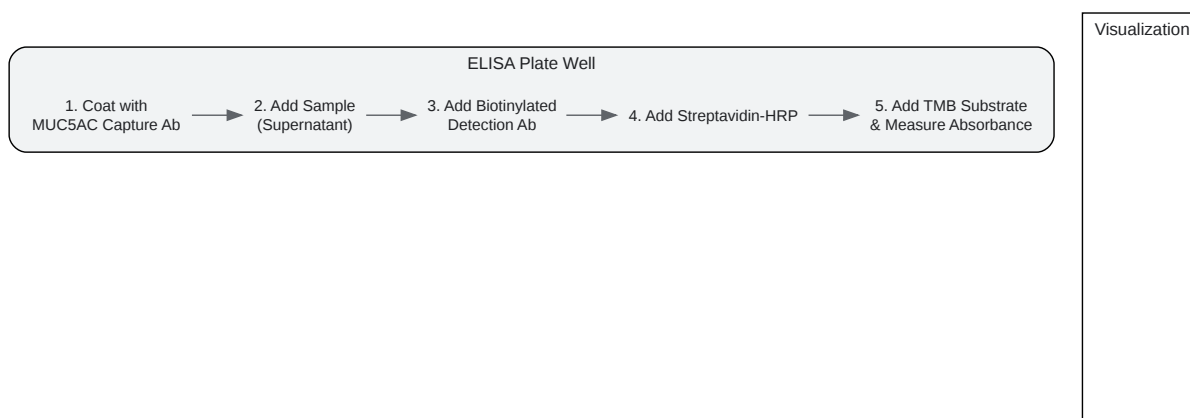 Visualization
ELISA Plate Well
1. Coat with
MUC5AC Capture Ab
2. Add Sample
(Supernatant)
3. Add Biotinylated
Detection Ab
4. Add Streptavidin-HRP
5. Add TMB Substrate
& Measure Absorbance